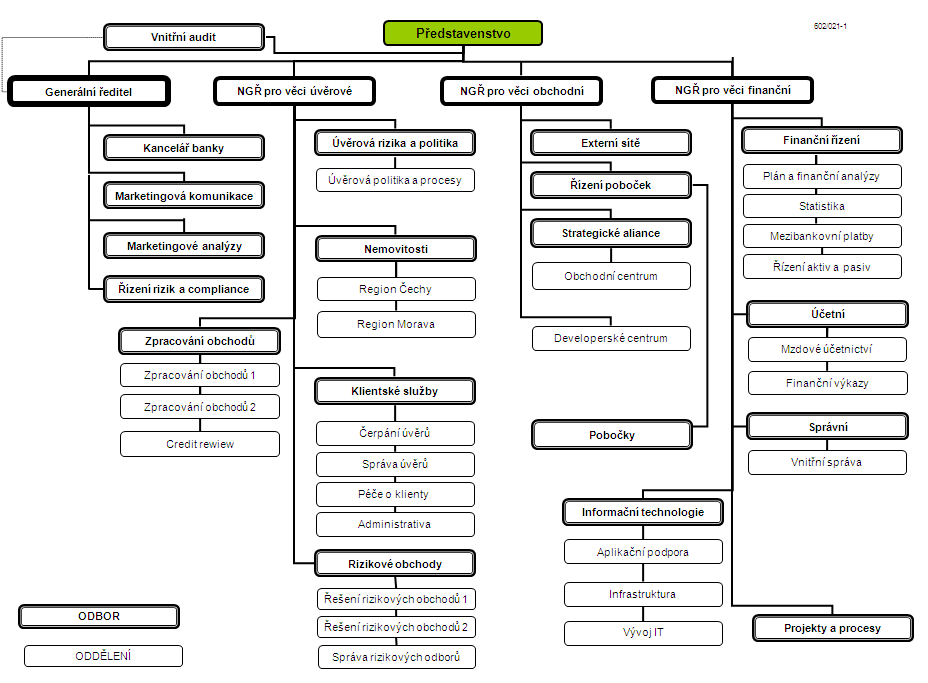 602/021-1
Představenstvo
Vnitřní audit
Generální ředitel
NGŘ pro věci úvěrové
NGŘ pro věci obchodní
NGŘ pro věci finanční
Kancelář banky
Marketingová komunikace
Marketingové analýzy
Řízení rizik a compliance
Zpracování obchodů
Zpracování obchodů 1
Zpracování obchodů 2
Credit rewiew
Úvěrová rizika a politika
Úvěrová politika a procesy
Nemovitosti
Region Čechy
Region Morava
Klientské služby
Čerpání úvěrů
Správa úvěrů
Péče o klienty
Administrativa
Rizikové obchody
Řešení rizikových obchodů 1
Řešení rizikových obchodů 2
Správa rizikových odborů
Externí sítě
Řízení poboček
Strategické aliance
Obchodní centrum
Developerské centrum
Pobočky
Finanční řízení
Plán a finanční analýzy
Statistika
Mezibankovní platby
Řízení aktiv a pasiv
Účetní
Mzdové účetnictví
Finanční výkazy
Správní
Vnitřní správa
Informační technologie
Aplikační podpora
Infrastruktura
Vývoj IT
Projekty a procesy
ODBOR
ODDĚLENÍ